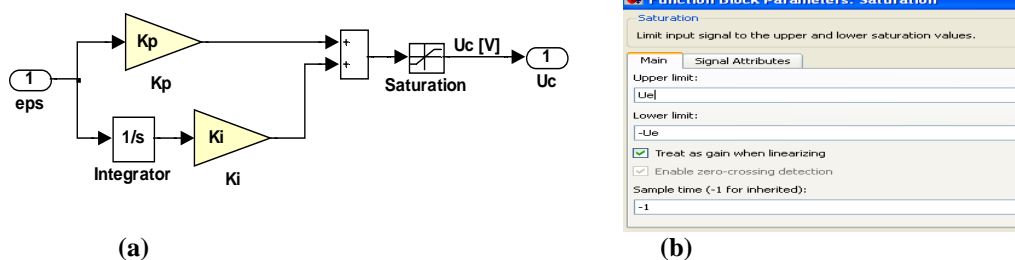 Kp
Kp
1
eps
1/s
Integrator
Ki
Ki
+
+
Saturation
Uc [V]
1
Uc
(a)
Function Block Parameters: Saturation
Saturation
Limit input signal to the upper and lower saturation values.
Main
Signal Attributes
Upper limit:
Ue
Lower limit:
-Ue
Treat as gain when linearizing
Enable zero-crossing detection
Sample time (-1 for inherited):
-1
(b)